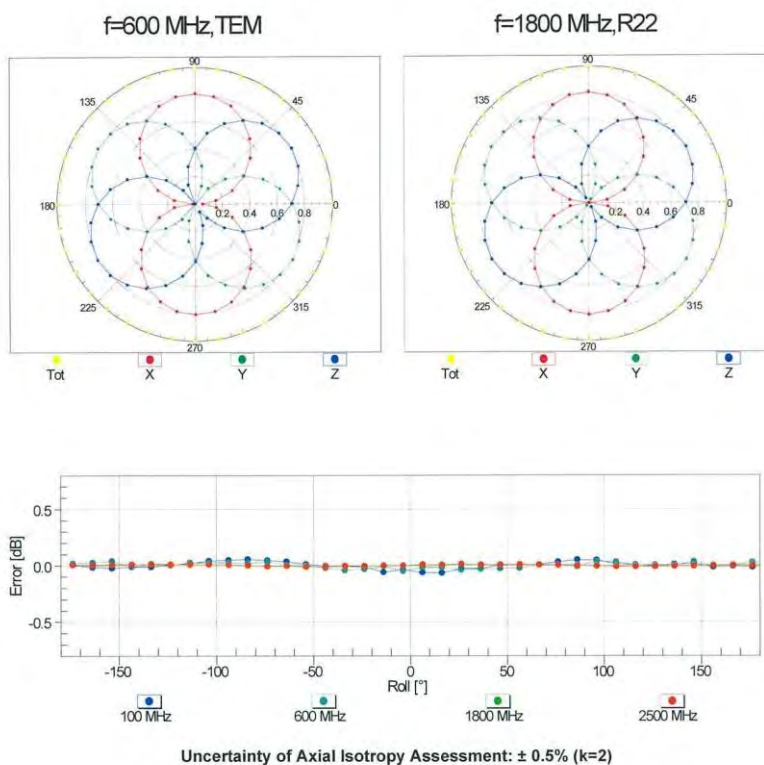 f=600 MHz,TEM
f=1800 MHz,R22
90
135
45
180
0.2 0.4 0.6 0.8
0
225
315
270
Tot
X
Y
Z
90
135
45
180
0.2 0.4 0.6 0.8
0
225
315
270
Tot
X
Y
Z
Error [dB]
0.5
0.0
-0.5
-150 -100 -50 0 50 100 150
Roll [°]
100 MHz
600 MHz
1800 MHz
2500 MHz
Uncertainty of Axial Isotropy Assessment: ± 0.5% (k=2)